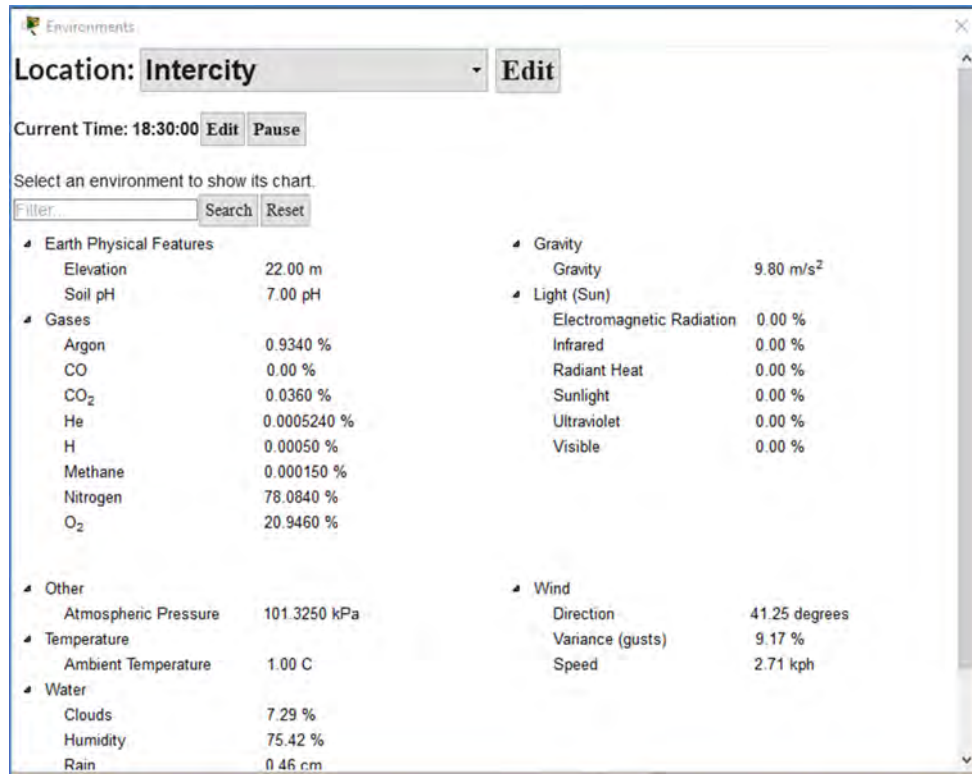 Environments
Location: Intercity Edit
Current Time: 18:30:00 Edit Pause
Select an environment to show its chart.
Filter... Search Reset
Earth Physical Features
Elevation 22.00 m
Soil pH 7.00 pH
Gases
Argon 0.9340 %
CO 0.00 %
CO2 0.0360 %
He 0.0005240 %
H 0.00050 %
Methane 0.000150 %
Nitrogen 78.0840 %
O2 20.9460 %
Gravity
Gravity 9.80 m/s2
Light (Sun)
Electromagnetic Radiation 0.00 %
Infrared 0.00 %
Radiant Heat 0.00 %
Sunlight 0.00 %
Ultraviolet 0.00 %
Visible 0.00 %
Other
Atmospheric Pressure 101.3250 kPa
Temperature
Ambient Temperature 1.00 C
Water
Clouds 7.29 %
Humidity 75.42 %
Rain 0.46 cm
Wind
Direction 41.25 degrees
Variance (gusts) 9.17 %
Speed 2.71 kph